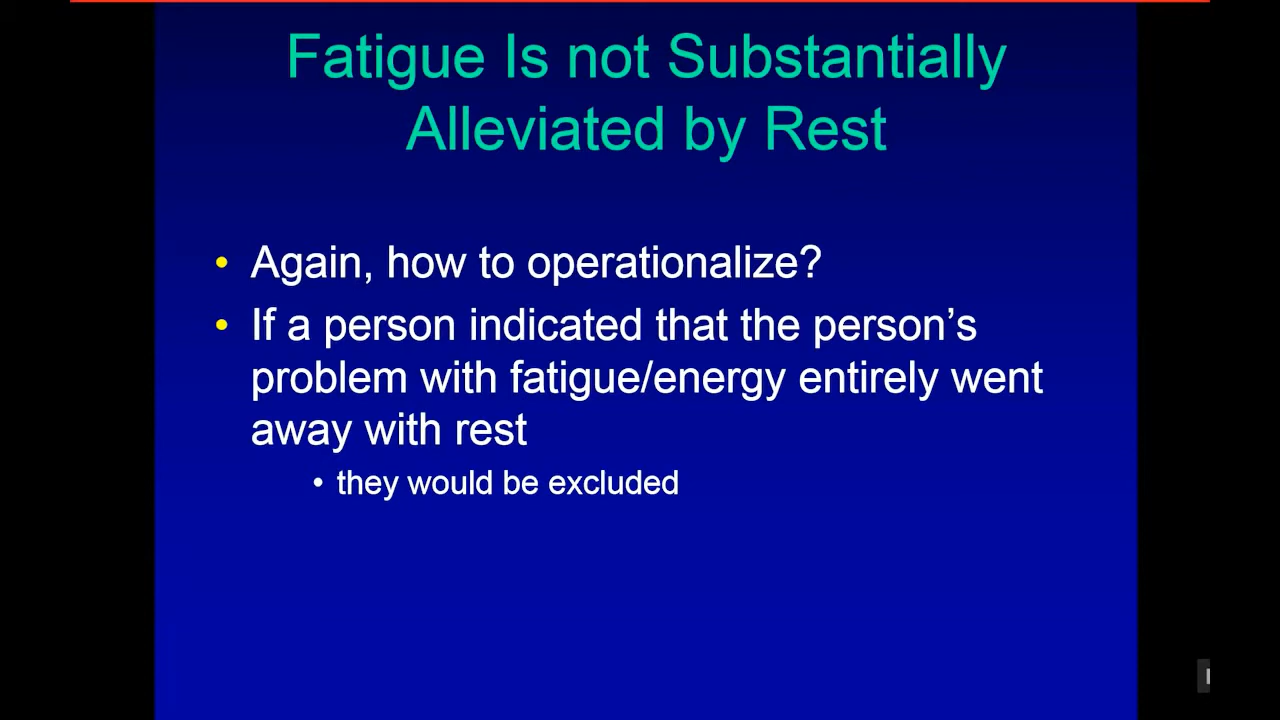 Fatigue Is not Substantially
Alleviated by Rest
• Again, how to operationalize?
• If a person indicated that the person’s
problem with fatigue/energy entirely went
away with rest
• they would be excluded